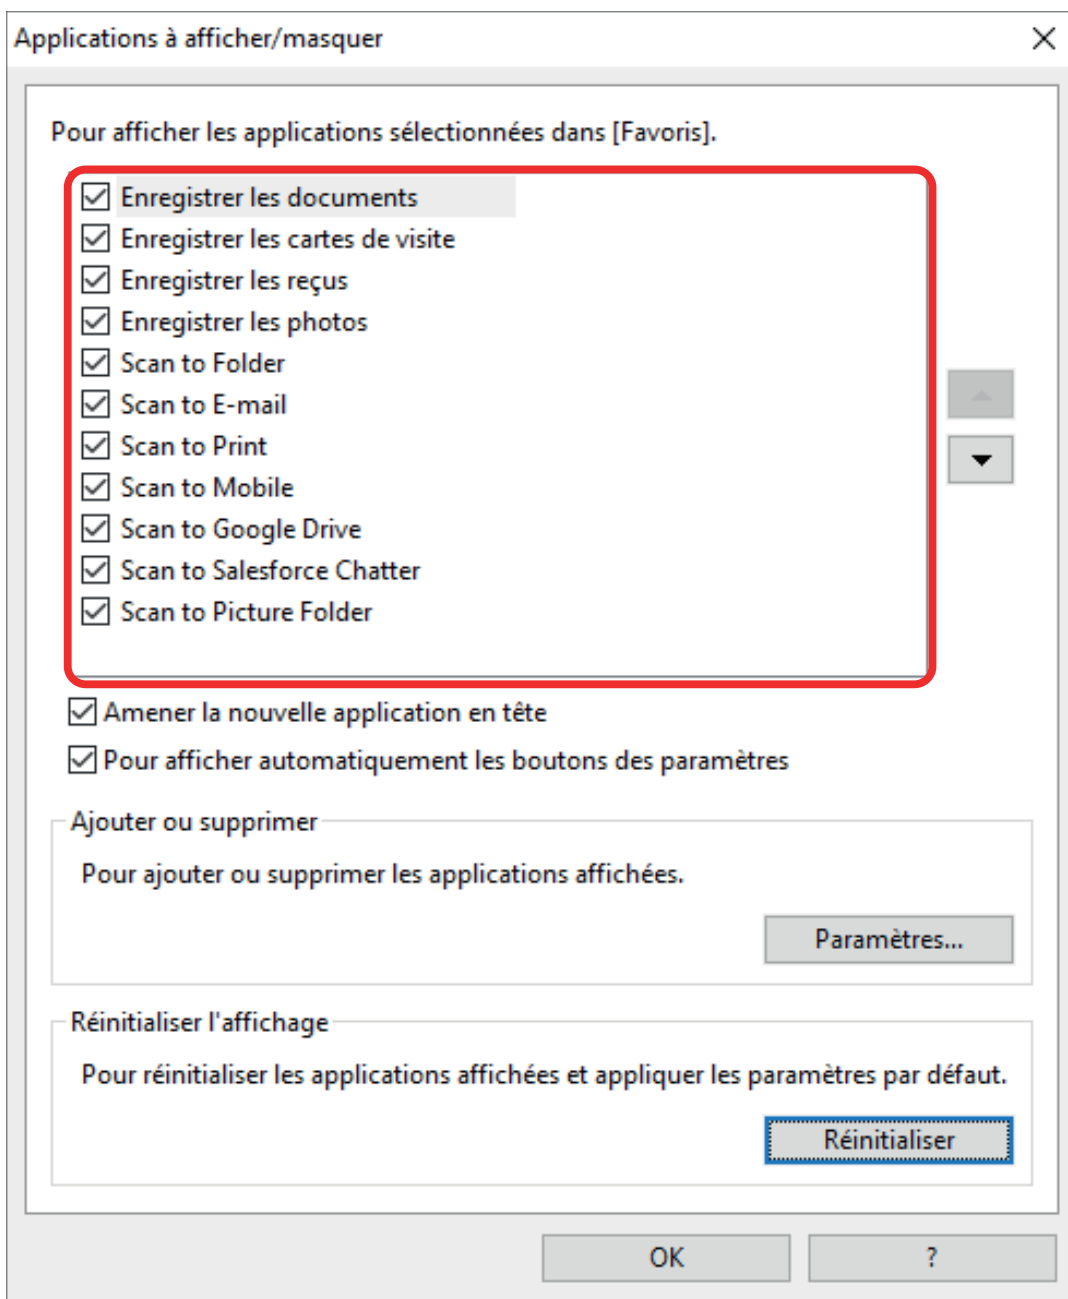 Applications à afficher/masquer
Pour afficher les applications sélectionnées dans [Favoris].
Enregistrer les documents
Enregistrer les cartes de visite
Enregistrer les reçus
Enregistrer les photos
Scan to Folder
Scan to E-mail
Scan to Print
Scan to Mobile
Scan to Google Drive
Scan to Salesforce Chatter
Scan to Picture Folder
Amener la nouvelle application en tête
Pour afficher automatiquement les boutons des paramètres
Ajouter ou supprimer
Pour ajouter ou supprimer les applications affichées.
Paramètres...
Réinitialiser l'affichage
Pour réinitialiser les applications affichées et appliquer les paramètres par défaut.
Réinitialiser
OK
?